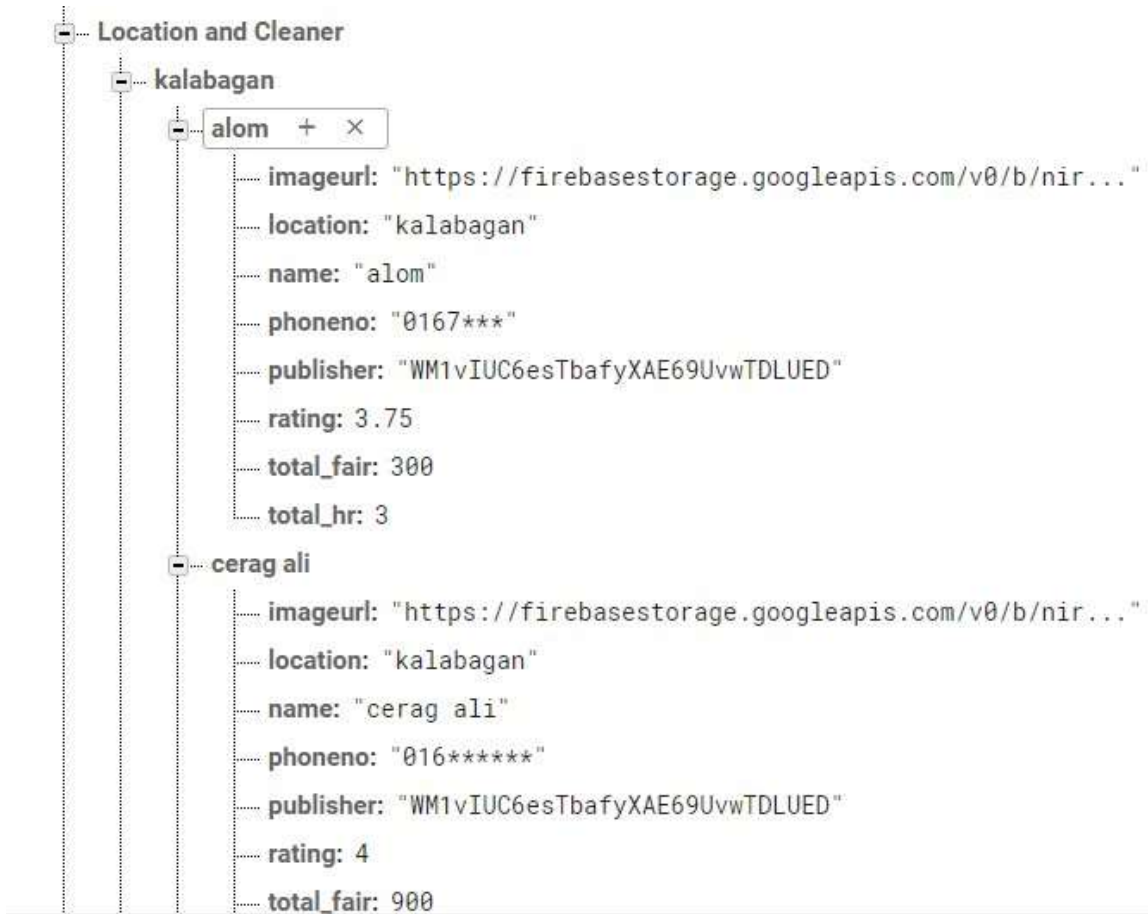 Location and Cleaner
kalabagan
alom + ×
imageurl: "https://firebasestorage.googleapis.com/v0/b/nir..."
location: "kalabagan"
name: "alom"
phoneno: "0167***"
publisher: "WM1vIUC6esTbafyXAE69UvwTDLUED"
rating: 3.75
total_fair: 300
total_hr: 3
cerag ali
imageurl: "https://firebasestorage.googleapis.com/v0/b/nir..."
location: "kalabagan"
name: "cerag ali"
phoneno: "016******"
publisher: "WM1vIUC6esTbafyXAE69UvwTDLUED"
rating: 4
total_fair: 900